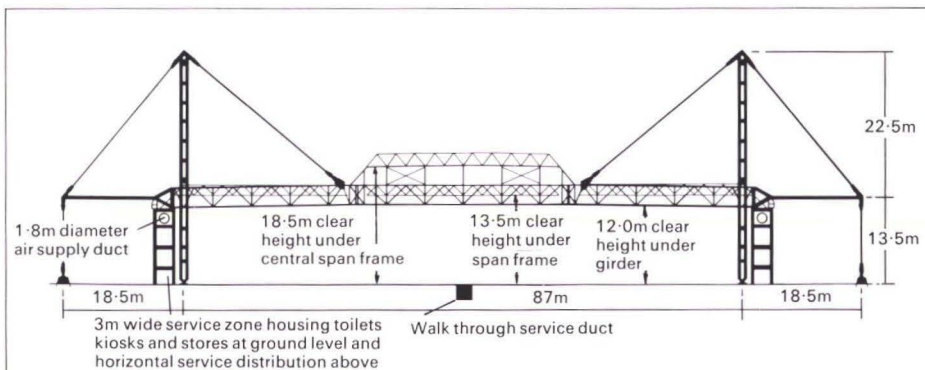 22·5m
18·5m clear
height under
central span frame
13·5m clear
height under
span frame
12·0m clear
height under
girder
1·8m diameter
air supply duct
13·5m
18·5m
87m
18·5m
3m wide service zone housing toilets
kiosks and stores at ground level and
horizontal service distribution above
Walk through service duct